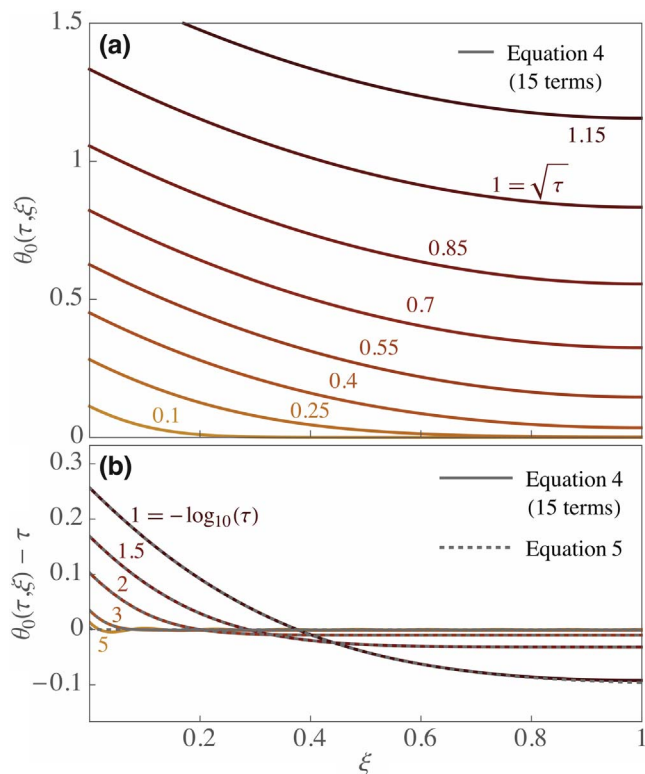 1.5
(a)
Equation 4
(15 terms)
1.15
1
1 = √τ
0.85
θ₀(τ,ξ)
0.7
0.5
0.55
0.4
0.25
0.1
0
(b)
0.3
Equation 4
(15 terms)
1 = −log₁₀(τ)
0.2
Equation 5
1.5
0.1
2
θ₀(τ,ξ) − τ
3
0
5
−0.1
0.2
0.4
0.6
0.8
1
ξ